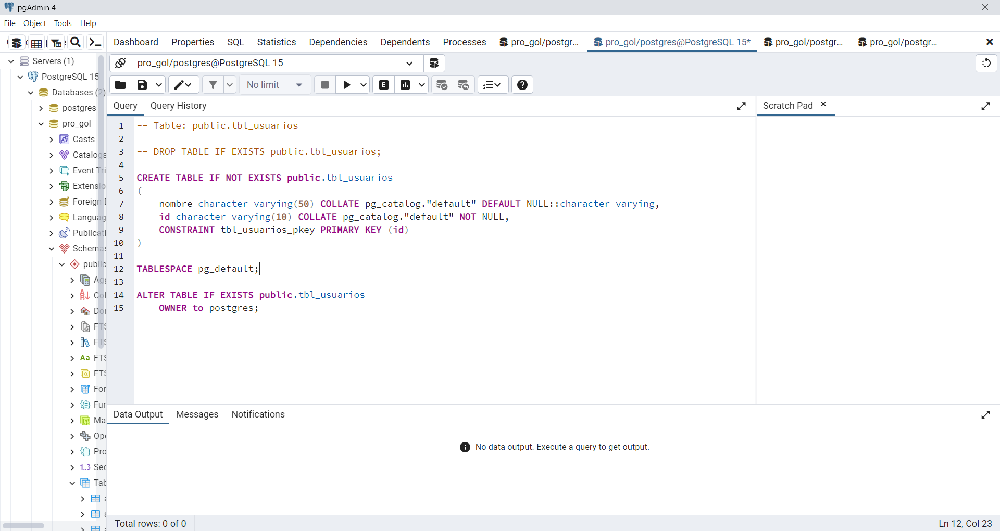 pgAdmin 4
File Object Tools Help
Dashboard Properties SQL Statistics Dependencies Dependents Processes pro_gol/postgr... pro_gol/postgres@PostgreSQL 15* pro_gol/postgr... pro_gol/postgr...
Servers (1)
PostgreSQL 15
Databases (2)
postgres
pro_gol
Casts
Catalogs
Event Tri
Extensio
Foreign D
Languag
Publicati
Schemas
public
Agg
Col
Dor
FTS
FTS
Aa FTS
FTS
For
Fun
Ma
Ope
Pro
1..3 Sec
Tab
pro_gol/postgres@PostgreSQL 15
No limit
E
Query Query History
Scratch Pad
1 -- Table: public.tbl_usuarios
2
3 -- DROP TABLE IF EXISTS public.tbl_usuarios;
4
5 CREATE TABLE IF NOT EXISTS public.tbl_usuarios
6 (
7 nombre character varying(50) COLLATE pg_catalog."default" DEFAULT NULL::character varying,
8 id character varying(10) COLLATE pg_catalog."default" NOT NULL,
9 CONSTRAINT tbl_usuarios_pkey PRIMARY KEY (id)
10 )
11
12 TABLESPACE pg_default;
13
14 ALTER TABLE IF EXISTS public.tbl_usuarios
15 OWNER to postgres;
Data Output Messages Notifications
No data output. Execute a query to get output.
Total rows: 0 of 0
Ln 12, Col 23